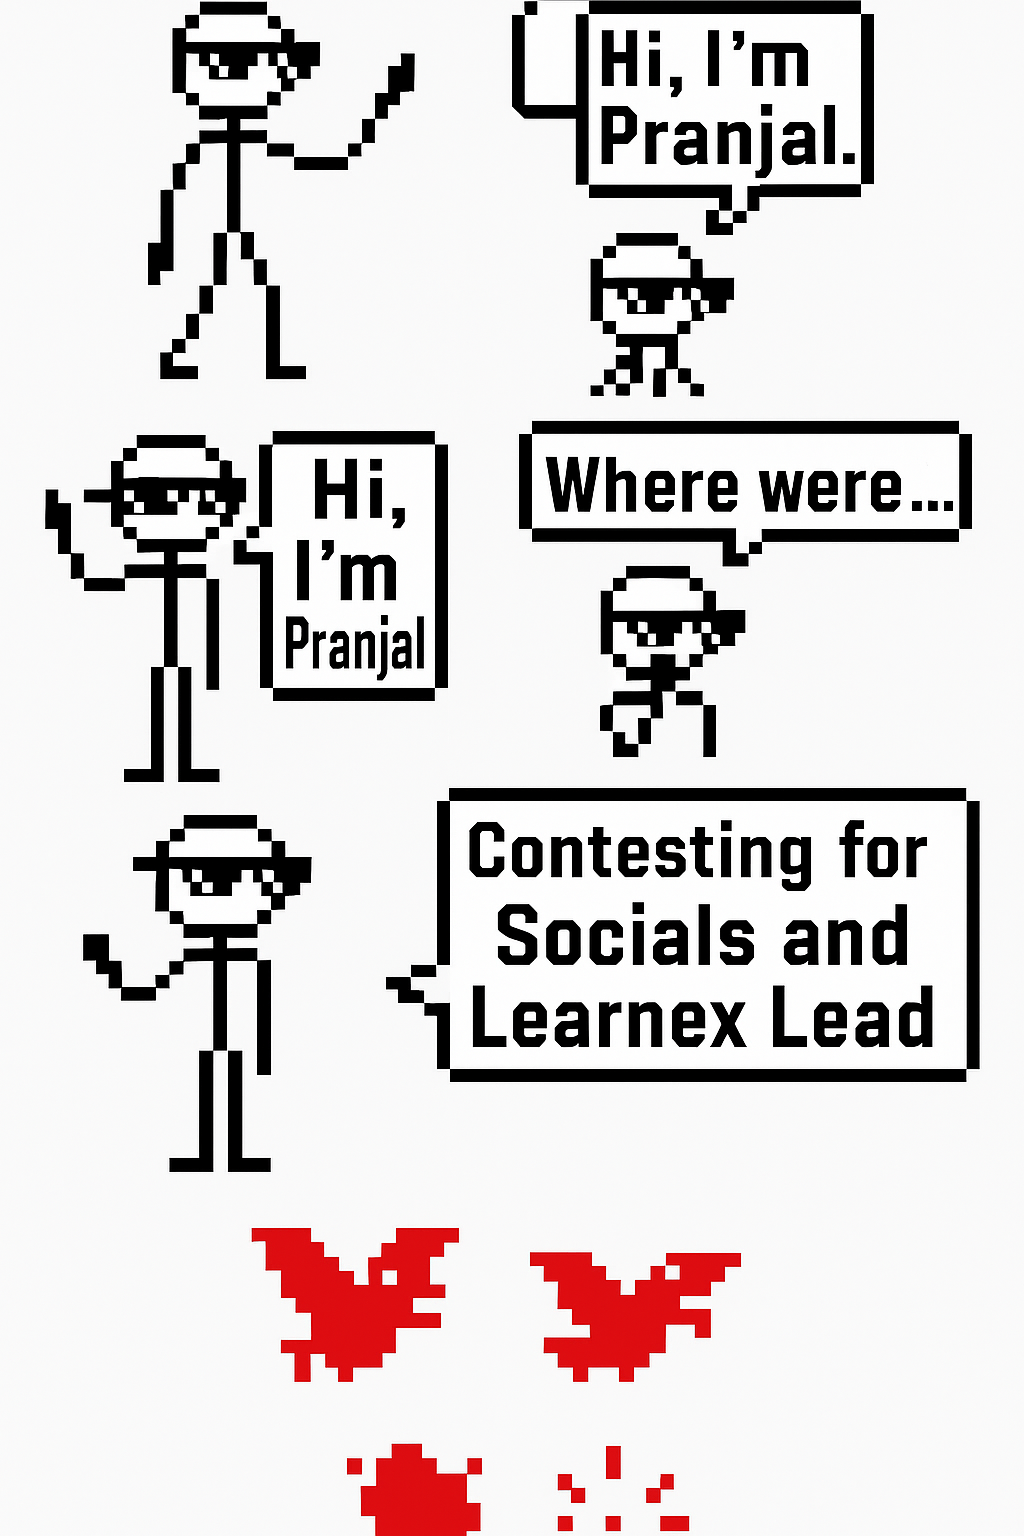 Hi, I'm
Pranjal.
Hi,
I'm
Pranjal
Where were...
Contesting for
Socials and
Learnex Lead